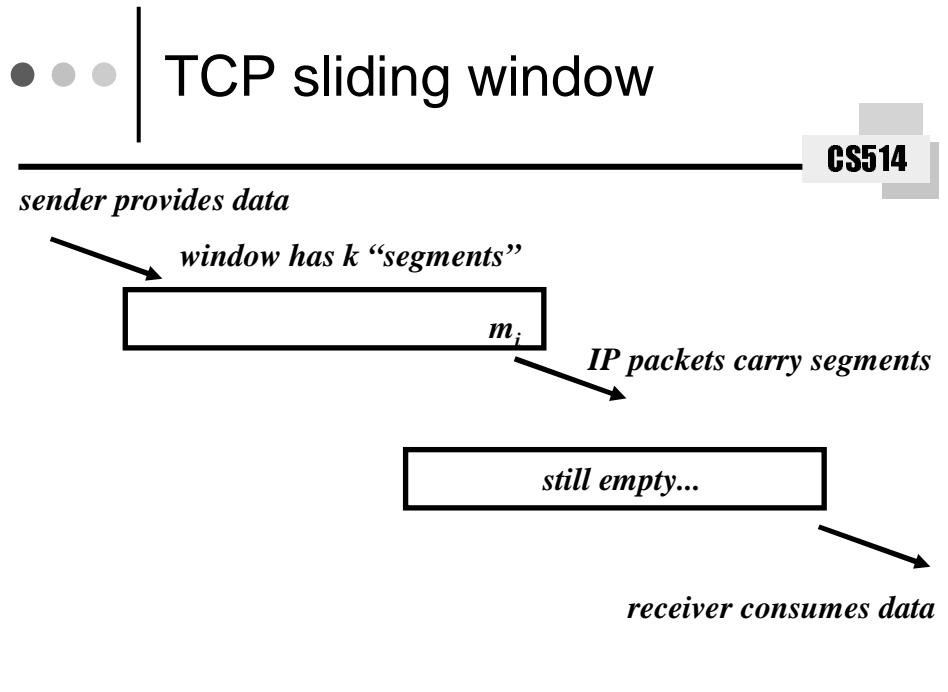 TCP sliding window
CS514
sender provides data
window has k “segments”
mᵢ
IP packets carry segments
still empty...
receiver consumes data